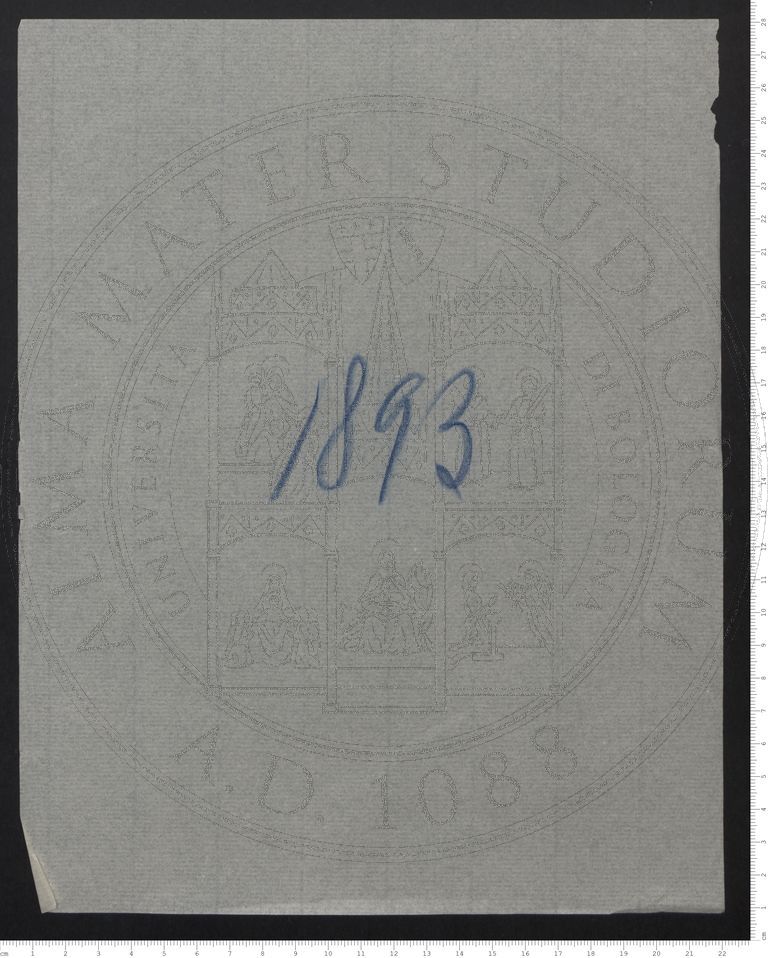 1893
ALMA MATER STUDIORUM
UNIVERSITÀ DI BOLOGNA
A.D. 1088